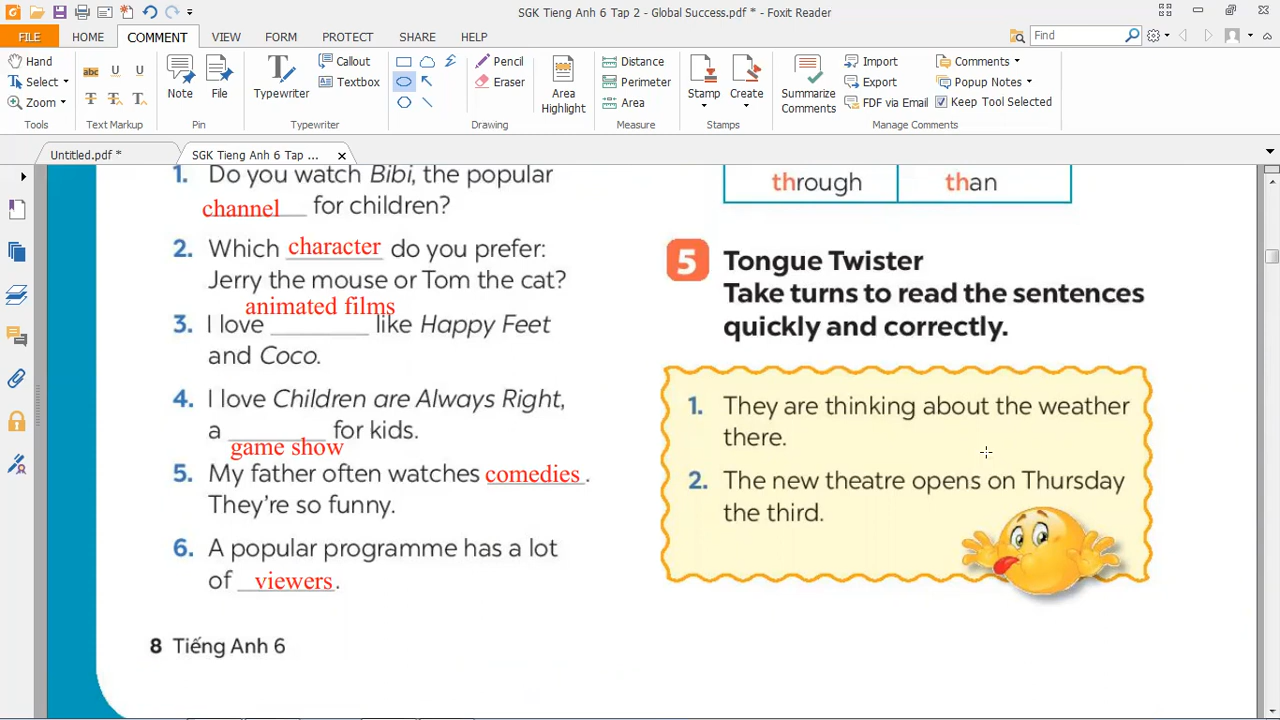 SGK Tieng Anh 6 Tap 2 - Global Success.pdf * - Foxit Reader
FILE HOME COMMENT VIEW FORM PROTECT SHARE HELP
Find
Hand
Select
Zoom
Tools
abc U U
T T T
Text Markup
Note
File
Pin
Typewriter
Callout
Textbox
Typewriter
Pencil
Eraser
Drawing
Area
Highlight
Distance
Perimeter
Area
Measure
Stamp
Create
Stamps
Summarize
Comments
Import
Export
FDF via Email
Comments
Popup Notes
Keep Tool Selected
Manage Comments
Untitled.pdf *
SGK Tieng Anh 6 Tap ...
1. Do you watch Bibi, the popular
channel for children?
2. Which character do you prefer:
Jerry the mouse or Tom the cat?
animated films
3. I love ________ like Happy Feet
and Coco.
4. I love Children are Always Right,
a ________ for kids.
game show
5. My father often watches comedies.
They're so funny.
6. A popular programme has a lot
of viewers.
8 Tiếng Anh 6
through than
5 Tongue Twister
Take turns to read the sentences
quickly and correctly.
1. They are thinking about the weather
there.
2. The new theatre opens on Thursday
the third.